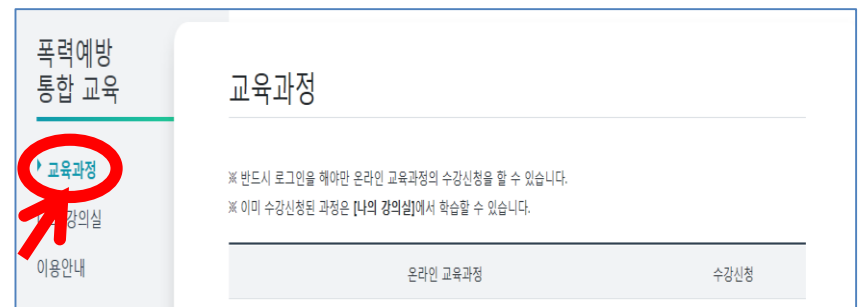 폭력예방
통합 교육
교육과정
교육과정
※ 반드시 로그인을 해야만 온라인 교육과정의 수강신청을 할 수 있습니다.
※ 이미 수강신청된 과정은 [나의 강의실]에서 학습할 수 있습니다.
강의실
이용안내
온라인 교육과정 수강신청